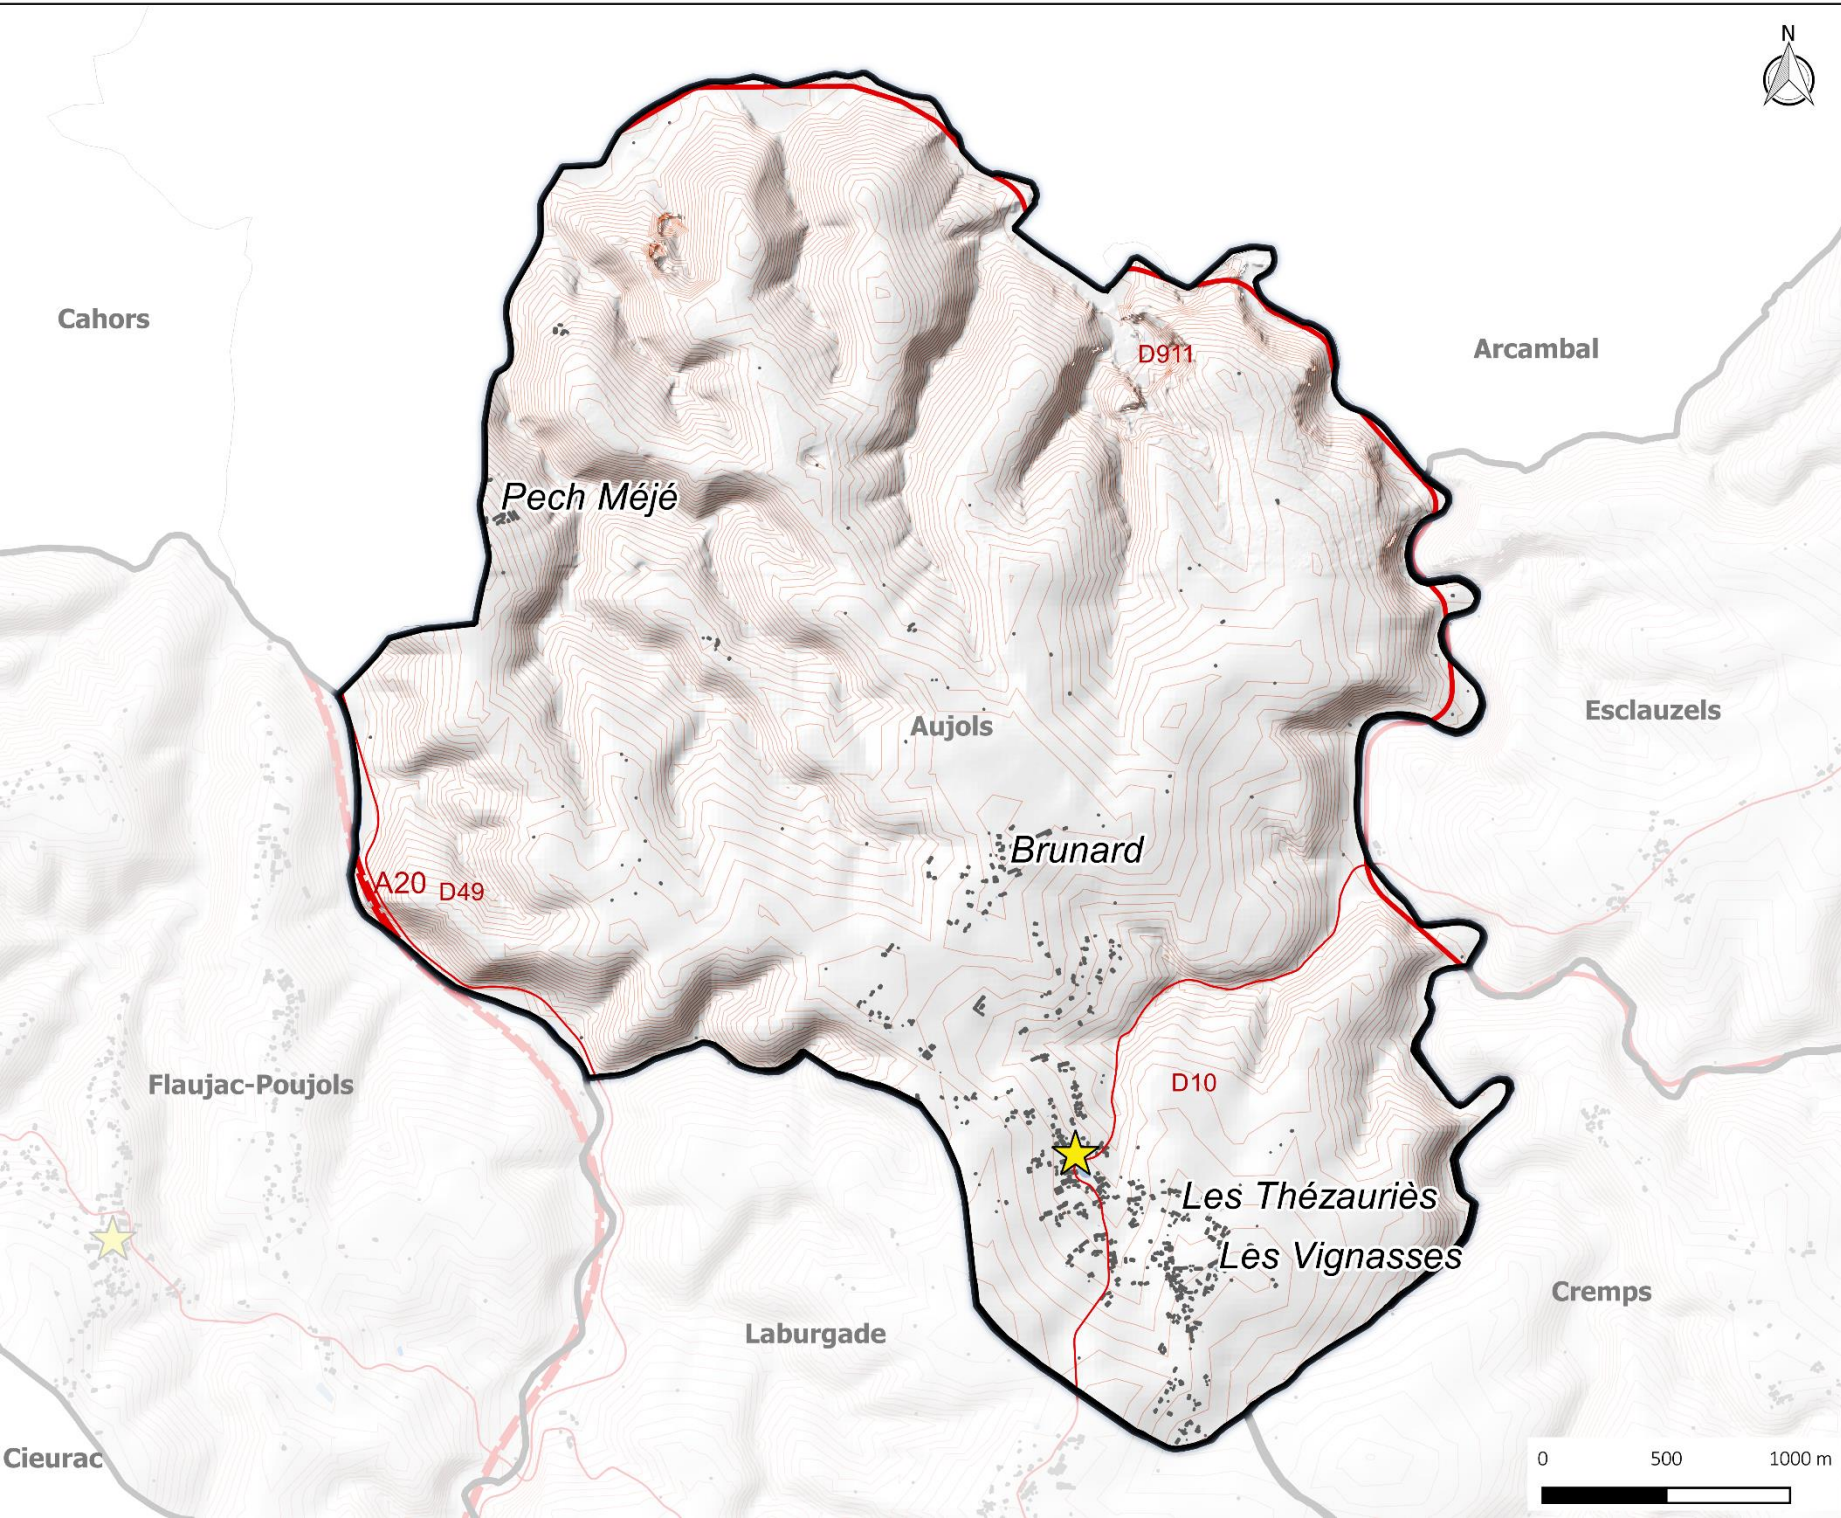 N
Cahors
Arcambal
D911
Pech Méjé
Esclauzels
Aujols
Brunard
A20
D49
D10
Flaujac-Poujols
Les Thézauriès
Les Vignasses
Cremps
Laburgade
Cieurac
0 500 1000 m